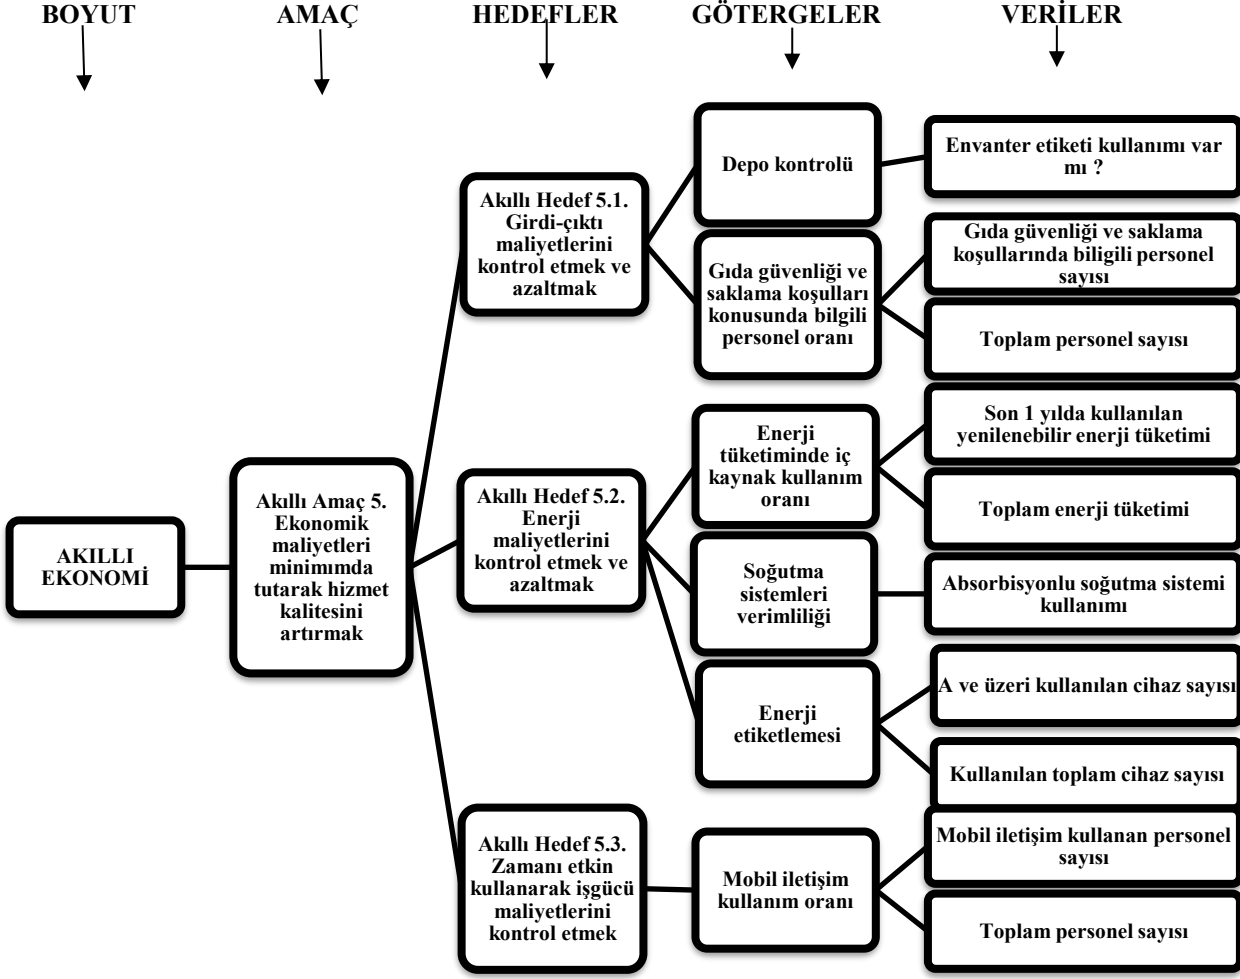 BOYUT
AMAÇ
HEDEFLER
GÖTERGELER
VERİLER
AKILLI
EKONOMİ
Akıllı Amaç 5.
Ekonomik
maliyetleri
minimımda
tutarak hizmet
kalitesini
artırmak
Akıllı Hedef 5.1.
Girdi-çıktı
maliyetlerini
kontrol etmek ve
azaltmak
Depo kontrolü
Envanter etiketi kullanımı var
mı ?
Gıda güvenliği ve
saklama koşulları
konusunda bilgili
personel oranı
Gıda güvenliği ve saklama
koşullarında biligili personel
sayısı
Toplam personel sayısı
Akıllı Hedef 5.2.
Enerji
maliyetlerini
kontrol etmek ve
azaltmak
Enerji
tüketiminde iç
kaynak kullanım
oranı
Son 1 yılda kullanılan
yenilenebilir enerji tüketimi
Toplam enerji tüketimi
Soğutma
sistemleri
verimliliği
Absorbisyonlu soğutma sistemi
kullanımı
Enerji
etiketlemesi
A ve üzeri kullanılan cihaz sayısı
Kullanılan toplam cihaz sayısı
Akıllı Hedef 5.3.
Zamanı etkin
kullanarak işgücü
maliyetlerini
kontrol etmek
Mobil iletişim
kullanım oranı
Mobil iletişim kullanan personel
sayısı
Toplam personel sayısı